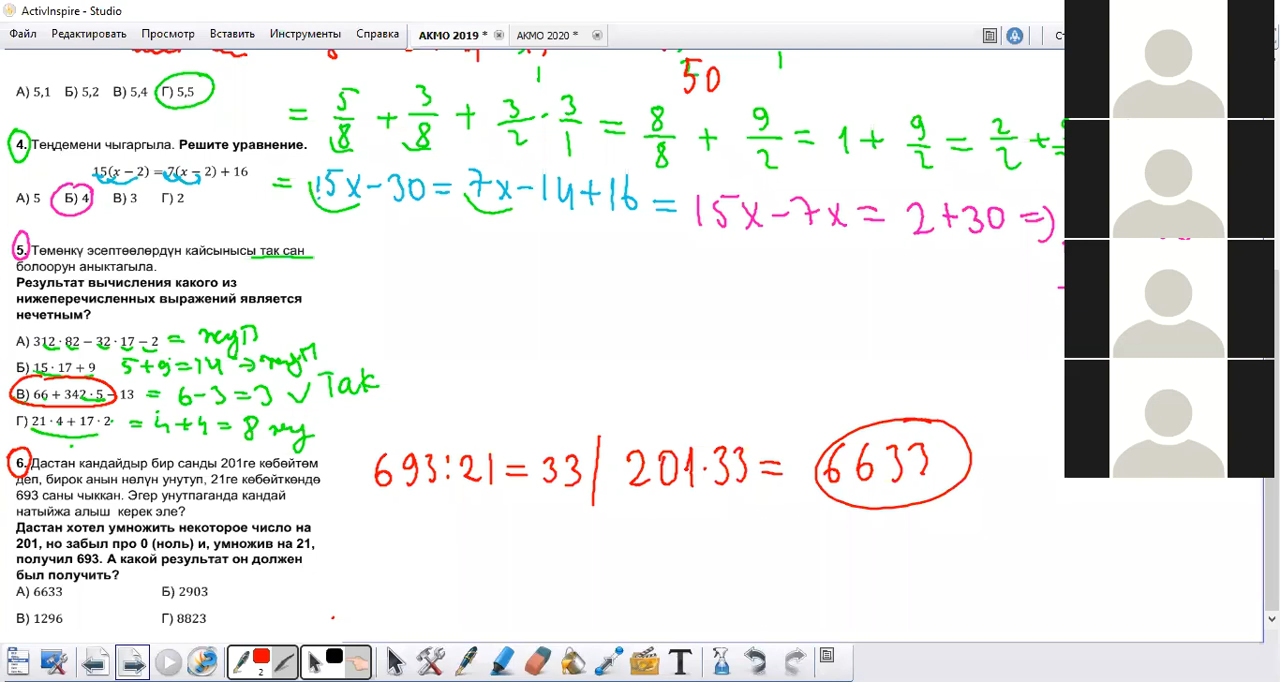 ActivInspire - Studio
Файл Редактировать Просмотр Вставить Инструменты Справка АКМО 2019 * АКМО 2020 *
50
А) 5,1 Б) 5,2 В) 5,4 Г) 5,5
= 5/8 + 3/8 + 3/2 · 3/1 = 8/8 + 9/2 = 1 + 9/2 = 2/2 +
4. Теңдемени чыгаргыла. Решите уравнение.
15(x − 2) = 7(x − 2) + 16
= 15x − 30 = 7x − 14 + 16 = 15x − 7x = 2 + 30 =>
А) 5 Б) 4 В) 3 Г) 2
5. Төмөнкү эсептөөлөрдүн кайсынысы так сан
болоорун аныктагыла.
Результат вычисления какого из
нижеперечисленных выражений является
нечетным?
А) 312 · 82 − 32 · 17 − 2 = жуп
Б) 15 · 17 + 9 5+9=14 => жуп
В) 66 + 342 · 5 − 13 = 6-3=3 √ Так
Г) 21 · 4 + 17 · 2 = 4+4=8 жу
6. Дастан кандайдыр бир санды 201ге көбөйтөм
деп, бирок анын нөлүн унутуп, 21ге көбөйткөндө
693 саны чыккан. Эгер унутпаганда кандай
натыйжа алыш керек эле?
693:21=33 / 201·33= 6633
Дастан хотел умножить некоторое число на
201, но забыл про 0 (ноль) и, умножив на 21,
получил 693. А какой результат он должен
был получить?
А) 6633 Б) 2903
В) 1296 Г) 8823
2